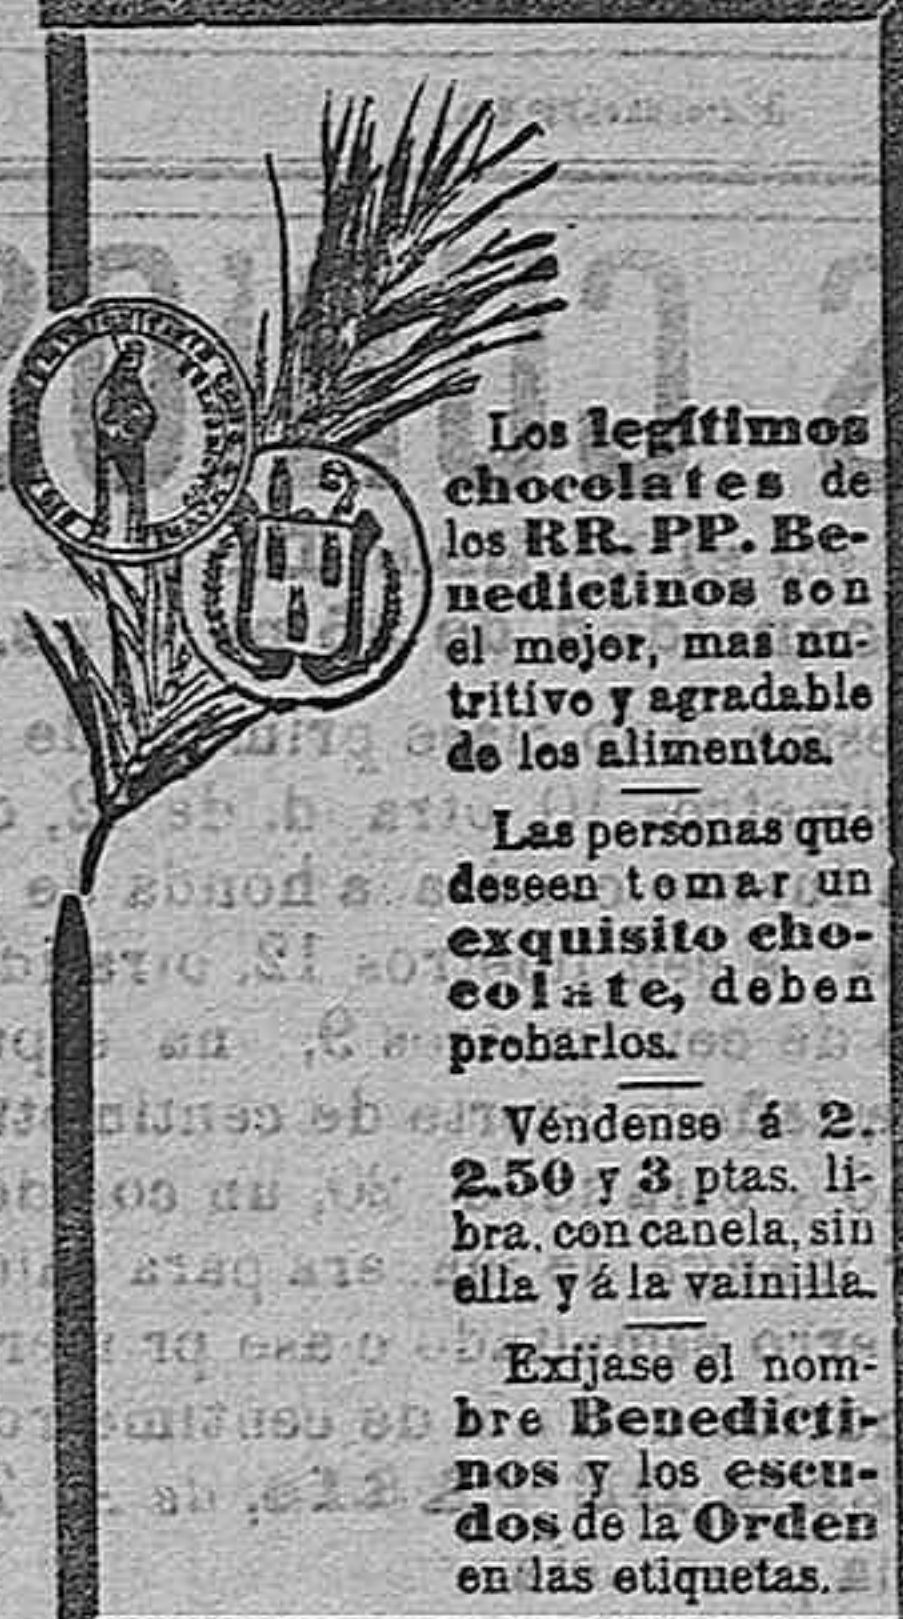 Los legítimos
chocolates de
los RR. PP. Be-
nedictinos son
el mejor, mas nu-
tritivo y agradable
de los alimentos.
Las personas que
deseen tomar un
exquisito cho-
colate, deben
probarlos.
Véndense á 2.
2.50 y 3 ptas. li-
bra, con canela, sin
ella y á la vainilla.
Exíjase el nom-
bre Benedicti-
nos y los escu-
dos de la Orden
en las etiquetas.